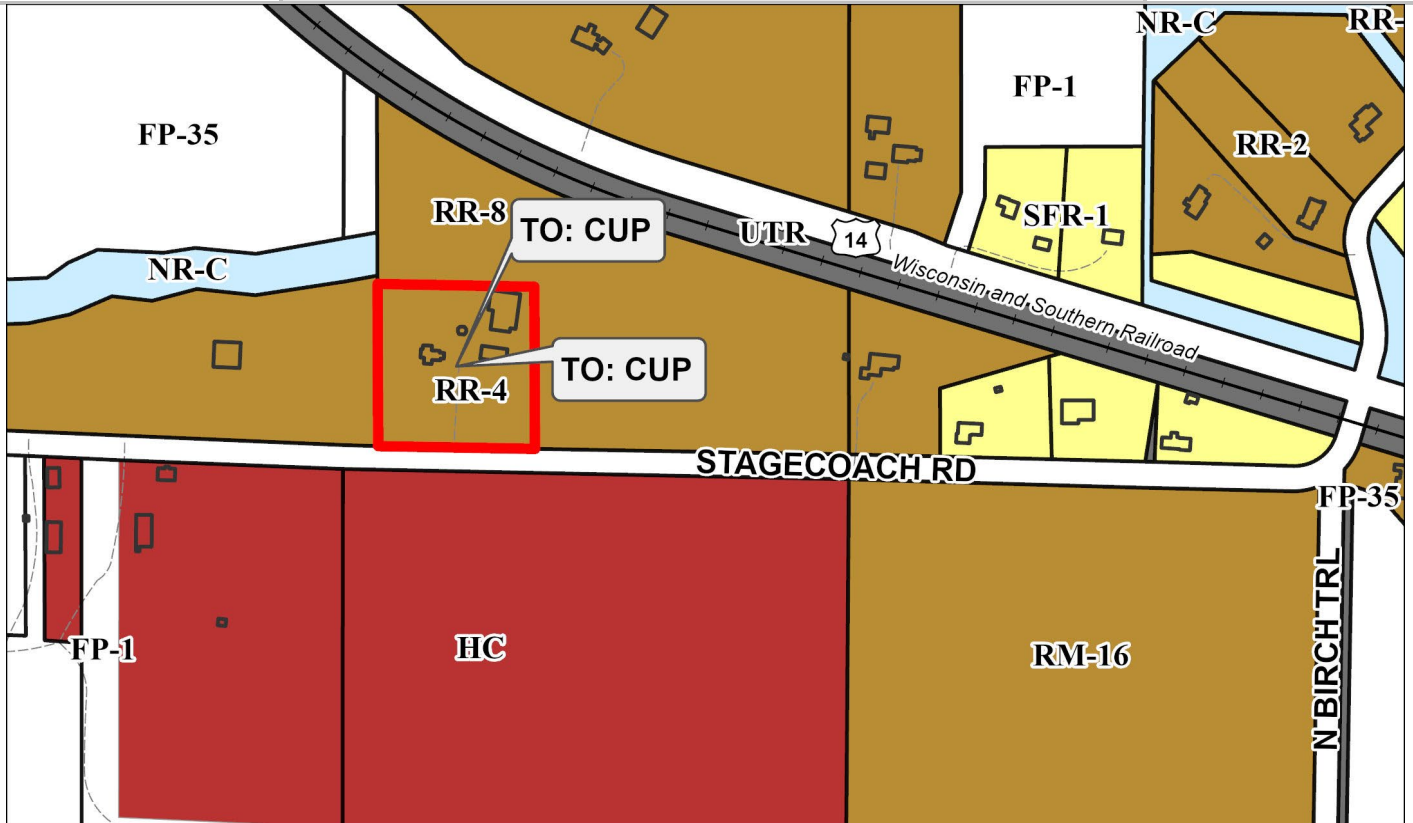 NR-C
RR-
FP-1
FP-35
RR-2
RR-8
TO: CUP
SFR-1
UTR
14
NR-C
Wisconsin and Southern Railroad
TO: CUP
RR-4
STAGECOACH RD
FP-35
FP-1
HC
RM-16
N BIRCH TRL